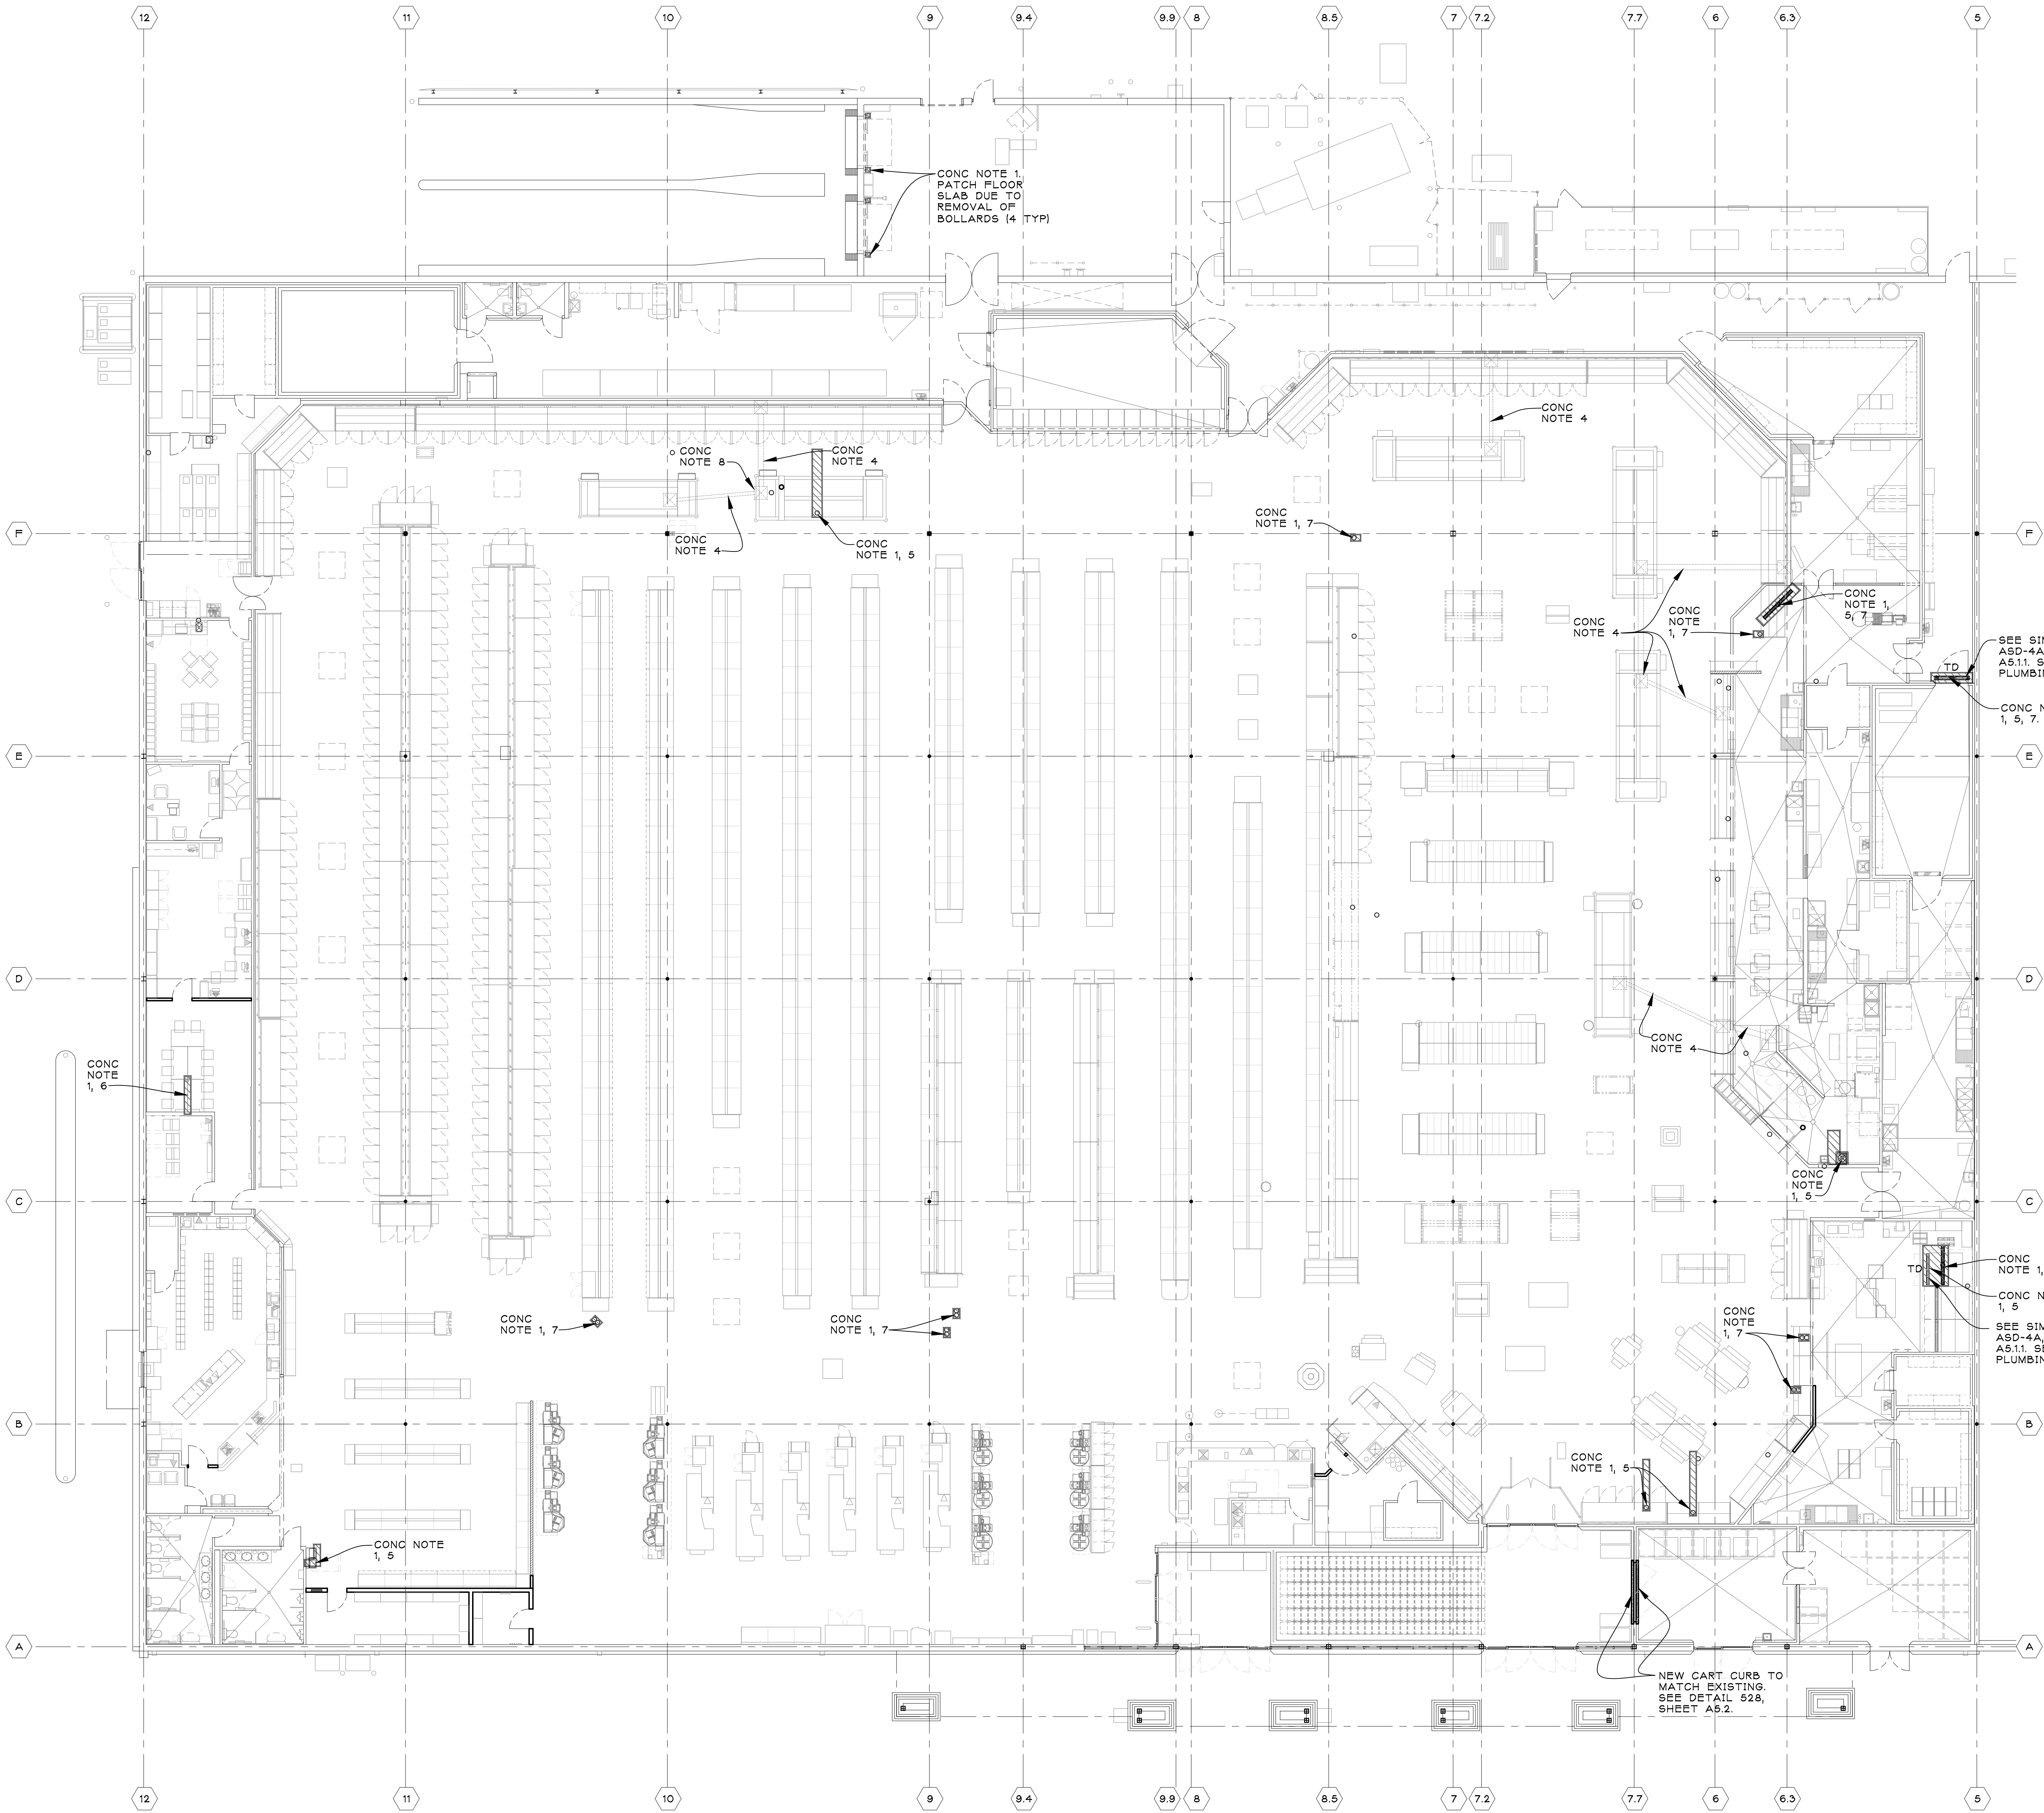 12
11
10
9
9.4
9.9
8
8.5
7
7.2
7.7
6
6.3
5
CONC NOTE 1.
PATCH FLOOR
SLAB DUE TO
REMOVAL OF
BOLLARDS (4 TYP)
CONC
NOTE 4
CONC
NOTE 8
CONC
NOTE 4
F
CONC
NOTE 4
CONC
NOTE 1, 5
CONC
NOTE 1, 7
F
CONC
NOTE 1,
5, 7
CONC
NOTE 4
CONC
NOTE
1, 7
SEE SIM
ASD-4A
A5.1.1. S
PLUMBIN
TD
CONC N
1, 5, 7.
E
E
D
D
CONC
NOTE 4
CONC
NOTE
1, 6
CONC
NOTE
1, 5
C
C
CONC
NOTE 1,
TD
CONC N
1, 5
SEE SIM
ASD-4A,
A5.1.1. SE
PLUMBIN
CONC
NOTE 1, 7
CONC
NOTE 1, 7
CONC
NOTE
1, 7
B
B
CONC
NOTE 1, 5
CONC NOTE
1, 5
A
A
NEW CART CURB TO
MATCH EXISTING.
SEE DETAIL 528,
SHEET A5.2.
12
11
10
9
9.4
9.9
8
8.5
7
7.2
7.7
6
6.3
5